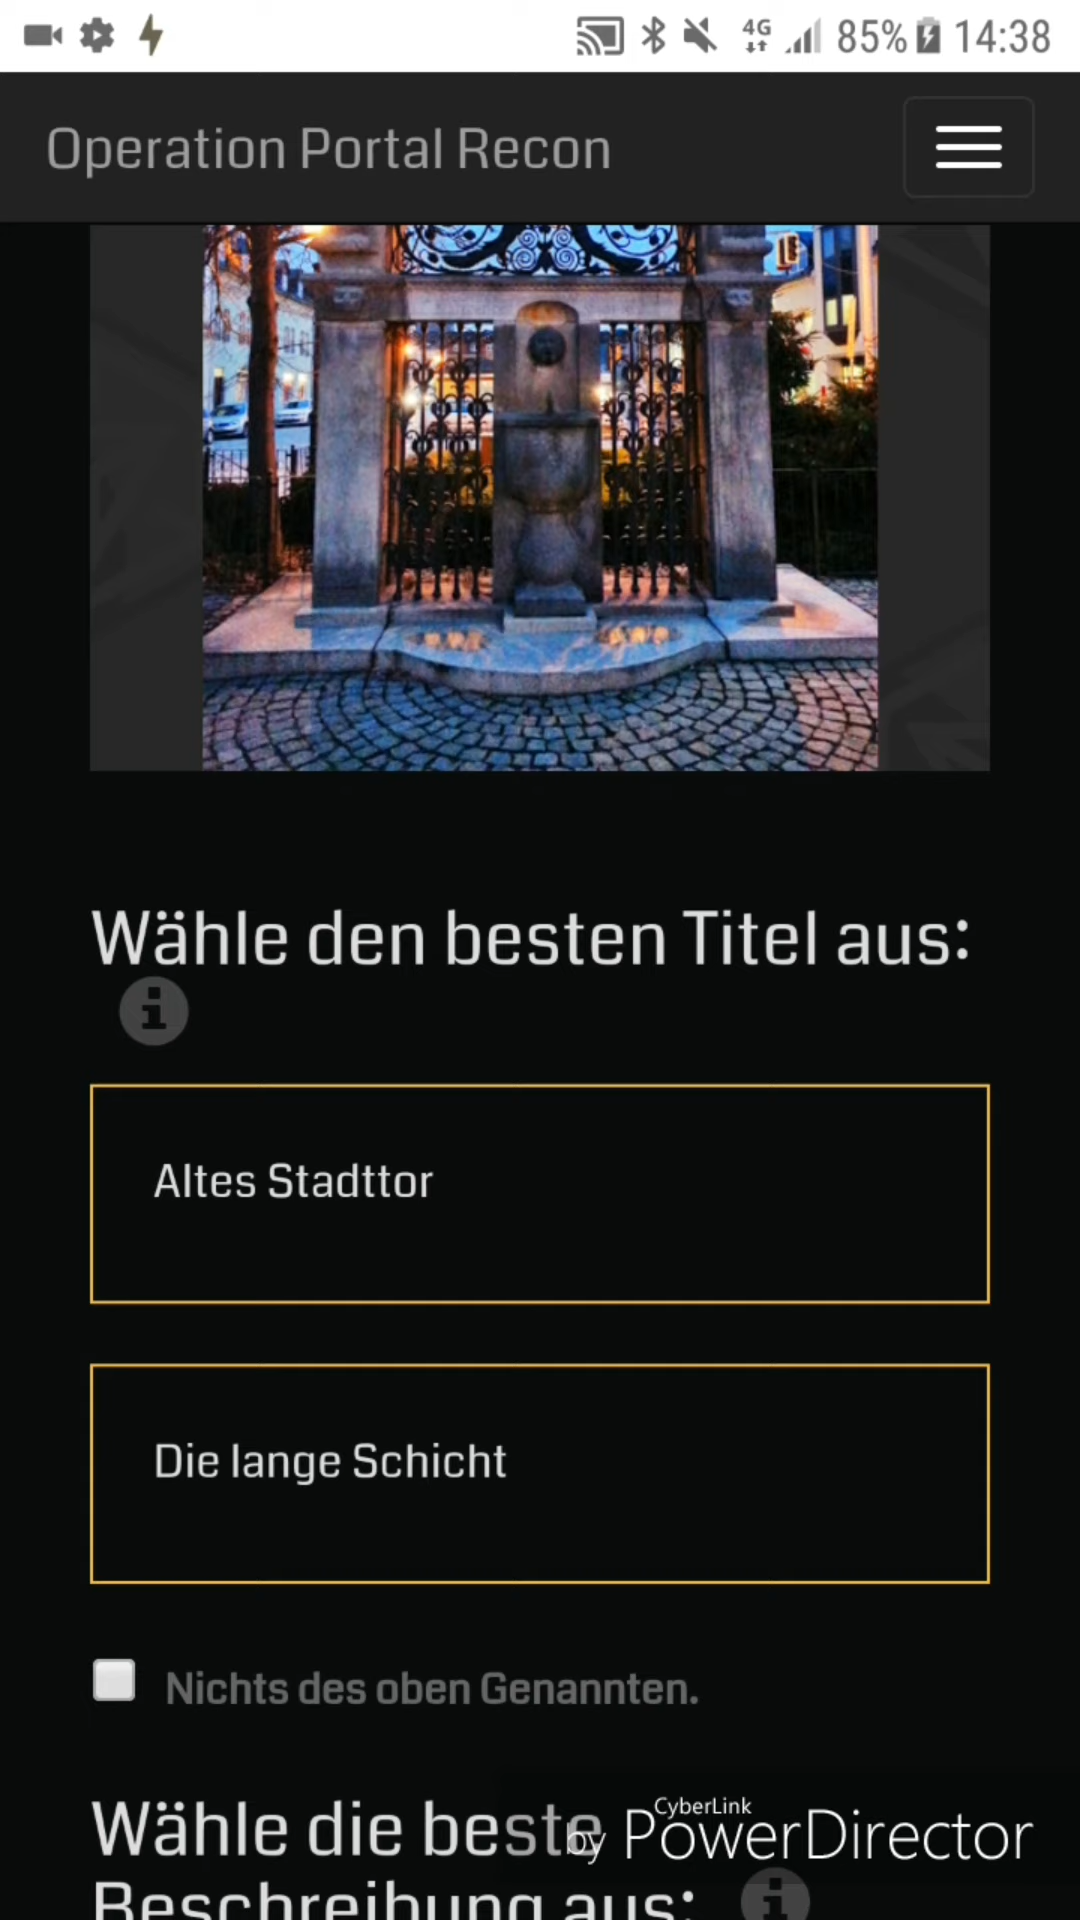 4G 85% 14:38
Operation Portal Recon
Wähle den besten Titel aus:
Altes Stadttor
Die lange Schicht
Nichts des oben Genannten.
Wähle die beste
by CyberLink PowerDirector
Beschreibung aus: